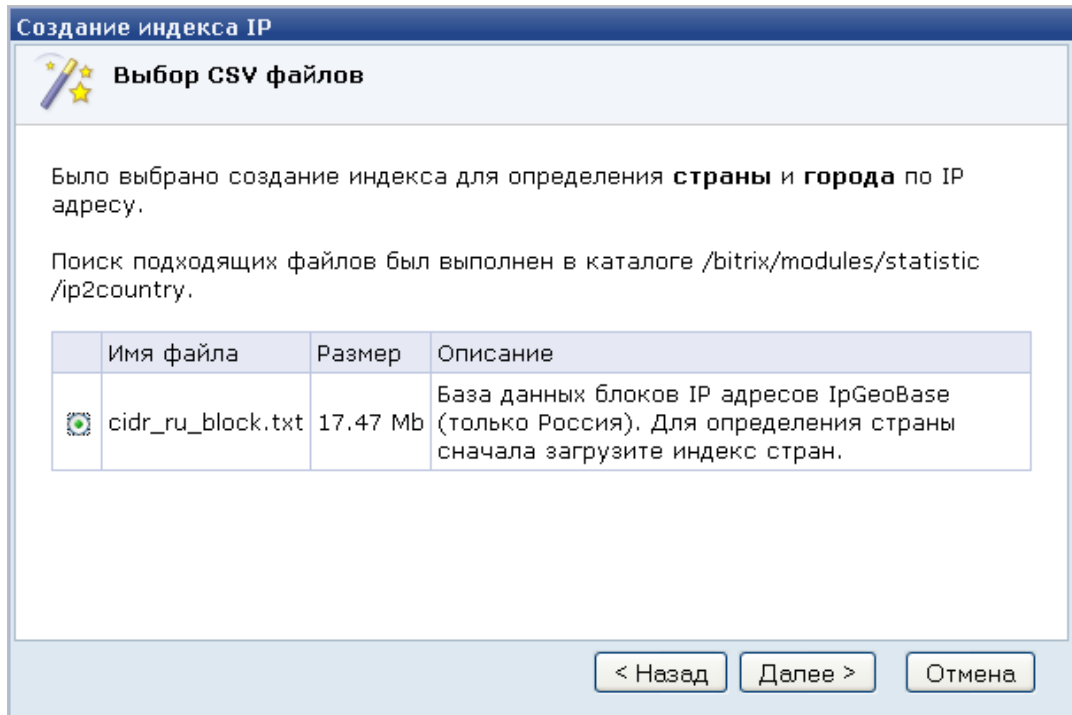 Создание индекса IP
Выбор CSV файлов
Было выбрано создание индекса для определения страны и города по IP
адресу.
Поиск подходящих файлов был выполнен в каталоге /bitrix/modules/statistic
/ip2country.
Имя файла Размер Описание
cidr_ru_block.txt 17.47 Mb База данных блоков IP адресов IpGeoBase
(только Россия). Для определения страны
сначала загрузите индекс стран.
< Назад Далее > Отмена